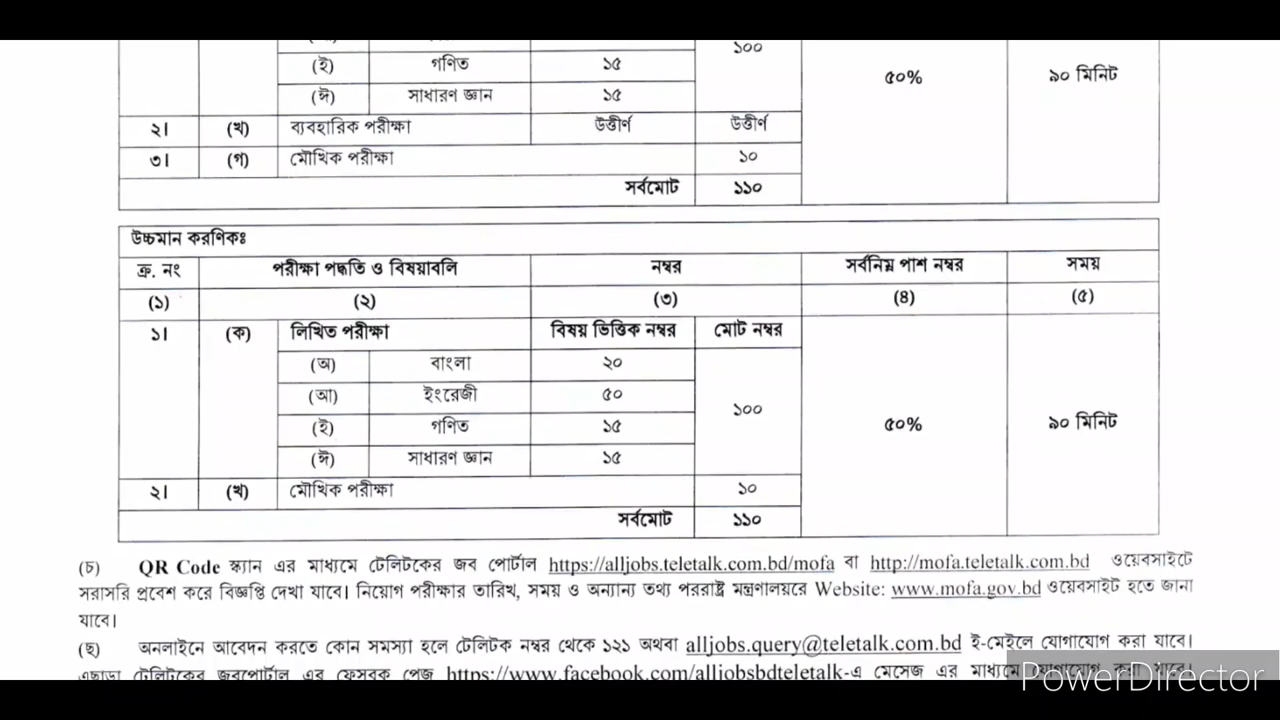 ১০০
(ই) গণিত ১৫
৫০% ৯০ মিনিট
(ঈ) সাধারণ জ্ঞান ১৫
২। (খ) ব্যবহারিক পরীক্ষা উত্তীর্ণ উত্তীর্ণ
৩। (গ) মৌখিক পরীক্ষা ১০
সর্বমোট ১১০
উচ্চমান করণিকঃ
ক্র. নং পরীক্ষা পদ্ধতি ও বিষয়াবলি নম্বর সর্বনিম্ন পাশ নম্বর সময়
(১) (২) (৩) (৪) (৫)
১। (ক) লিখিত পরীক্ষা বিষয় ভিত্তিক নম্বর মোট নম্বর
(অ) বাংলা ২০
(আ) ইংরেজী ৫০
১০০
(ই) গণিত ১৫ ৫০% ৯০ মিনিট
(ঈ) সাধারণ জ্ঞান ১৫
২। (খ) মৌখিক পরীক্ষা ১০
সর্বমোট ১১০
(চ) QR Code স্ক্যান এর মাধ্যমে টেলিটকের জব পোর্টাল https://alljobs.teletalk.com.bd/mofa বা http://mofa.teletalk.com.bd ওয়েবসাইটে
সরাসরি প্রবেশ করে বিজ্ঞপ্তি দেখা যাবে। নিয়োগ পরীক্ষার তারিখ, সময় ও অন্যান্য তথ্য পররাষ্ট্র মন্ত্রণালয়রে Website: www.mofa.gov.bd ওয়েবসাইট হতে জানা
যাবে।
(ছ) অনলাইনে আবেদন করতে কোন সমস্যা হলে টেলিটক নম্বর থেকে ১২১ অথবা alljobs.query@teletalk.com.bd ই-মেইলে যোগাযোগ করা যাবে।
এছাড়া টেলিটকের জবপোর্টাল এর ফেসবুক পেজ https://www.facebook.com/alljobsbdteletalk-এ মেসেজ এর মাধ্যমে যোগাযোগ করা যাবে।
PowerDirector